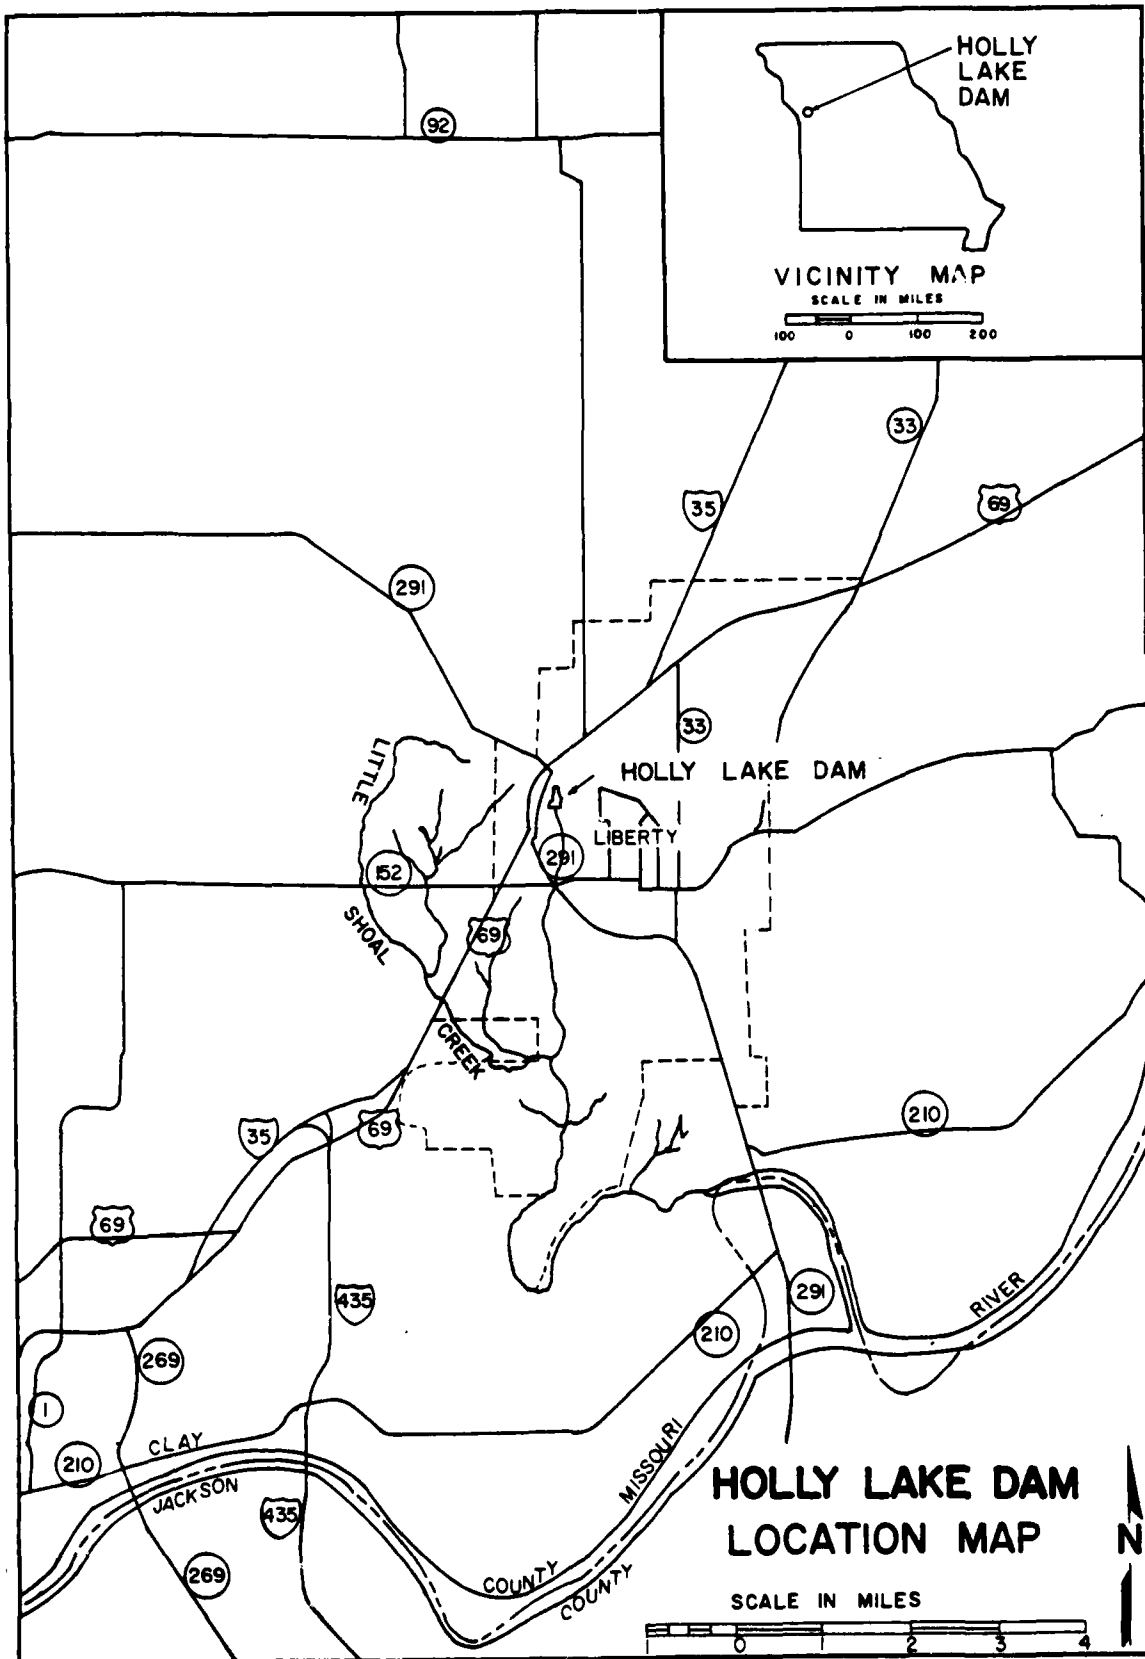 HOLLY
LAKE
DAM
VICINITY MAP
SCALE IN MILES
100 0 100 200
92
33
35
69
291
33
HOLLY LAKE DAM
LITTLE
LIBERTY
291
152
SHOAL
69
CREEK
210
35
69
69
435
291
RIVER
210
269
1
CLAY
210
JACKSON
MISSOURI
435
269
COUNTY
COUNTY
HOLLY LAKE DAM
LOCATION MAP
N
SCALE IN MILES
0 2 3 4